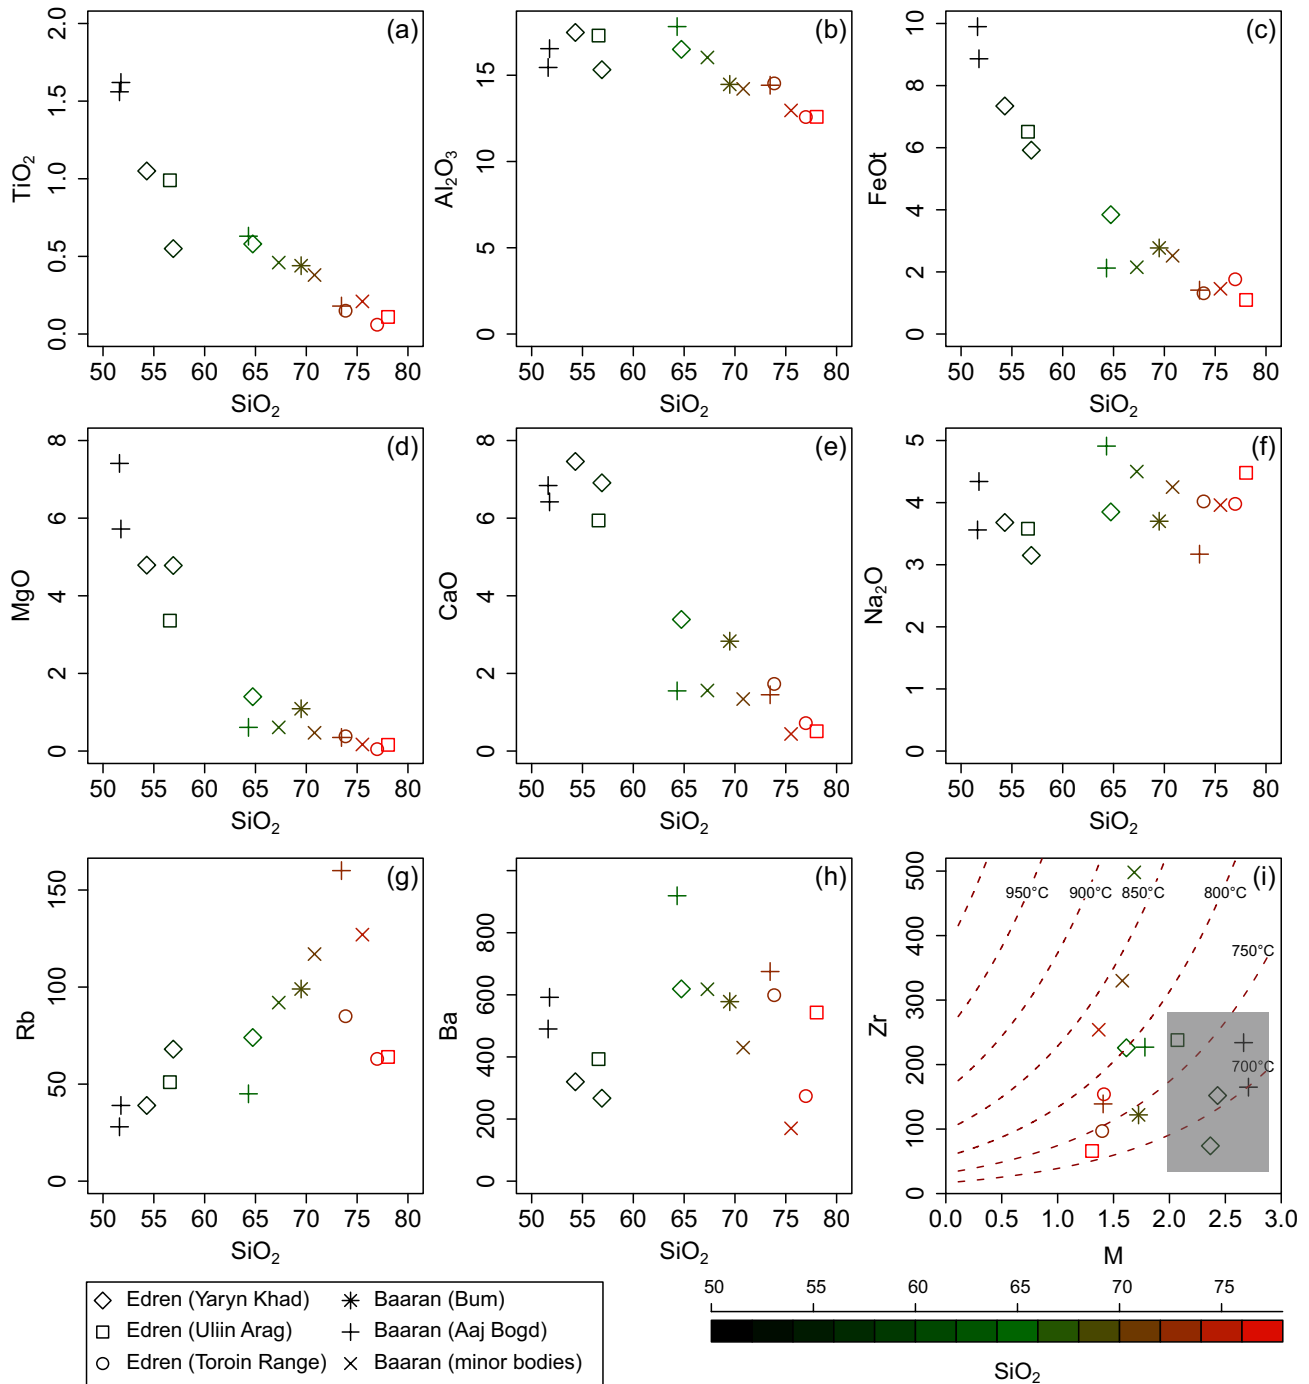 (a)
TiO2
0.0 0.5 1.0 1.5 2.0
50 55 60 65 70 75 80
SiO2
(b)
Al2O3
0 5 10 15
50 55 60 65 70 75 80
SiO2
(c)
FeOt
0 2 4 6 8 10
50 55 60 65 70 75 80
SiO2
(d)
MgO
0 2 4 6 8
50 55 60 65 70 75 80
SiO2
(e)
CaO
0 2 4 6 8
50 55 60 65 70 75 80
SiO2
(f)
Na2O
0 1 2 3 4 5
50 55 60 65 70 75 80
SiO2
(g)
Rb
0 50 100 150
50 55 60 65 70 75 80
SiO2
(h)
Ba
200 400 600 800
50 55 60 65 70 75 80
SiO2
(i)
Zr
0 100 200 300 400 500
950°C 900°C 850°C 800°C
750°C
700°C
0.0 0.5 1.0 1.5 2.0 2.5 3.0
M
Edren (Yaryn Khad)
Edren (Uliin Arag)
Edren (Toroin Range)
Baaran (Bum)
Baaran (Aaj Bogd)
Baaran (minor bodies)
50 55 60 65 70 75
SiO2